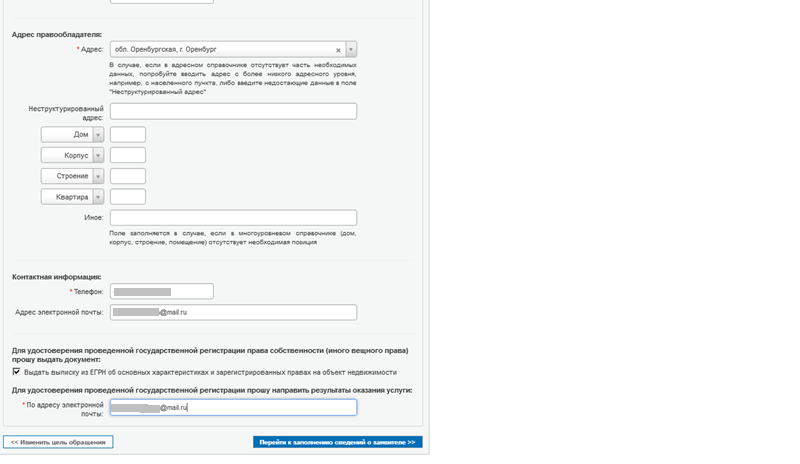 Адрес правообладателя:
* Адрес: обл. Оренбургская, г. Оренбург
В случае, если в адресном справочнике отсутствует часть необходимых
данных, попробуйте вводить адрес с более низкого адресного уровня,
например, с населенного пункта, либо введите недостающие данные в поле
"Неструктурированный адрес"
Неструктурированный
адрес:
Дом
Корпус
Строение
Квартира
Иное:
Поле заполняется в случае, если в многоуровневом справочнике (дом,
корпус, строение, помещение) отсутствует необходимая позиция
Контактная информация:
* Телефон:
Адрес электронной почты: @mail.ru
Для удостоверения проведенной государственной регистрации права собственности (иного вещного права)
прошу выдать документ:
Выдать выписку из ЕГРН об основных характеристиках и зарегистрированных правах на объект недвижимости
Для удостоверения проведенной государственной регистрации прошу направить результаты оказания услуги:
* По адресу электронной
почты: @mail.ru
<< Изменить цель обращения
Перейти к заполнению сведений о заявителе >>